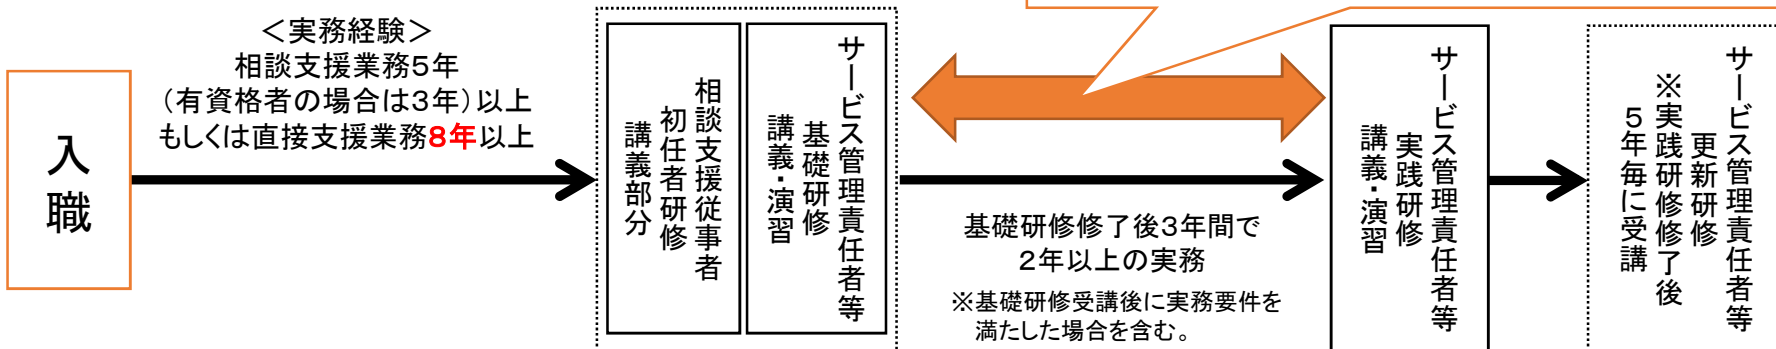 入職
＜実務経験＞
相談支援業務５年
（有資格者の場合は３年）以上
もしくは直接支援業務８年以上
相談支援従事者
初任者研修
講義部分
サービス管理責任者等
基礎研修
講義・演習
基礎研修修了後３年間で
２年以上の実務
※基礎研修受講後に実務要件を
満たした場合を含む。
サービス管理責任者等
実践研修
講義・演習
サービス管理責任者等
更新研修
※実践研修修了後
５年毎に受講